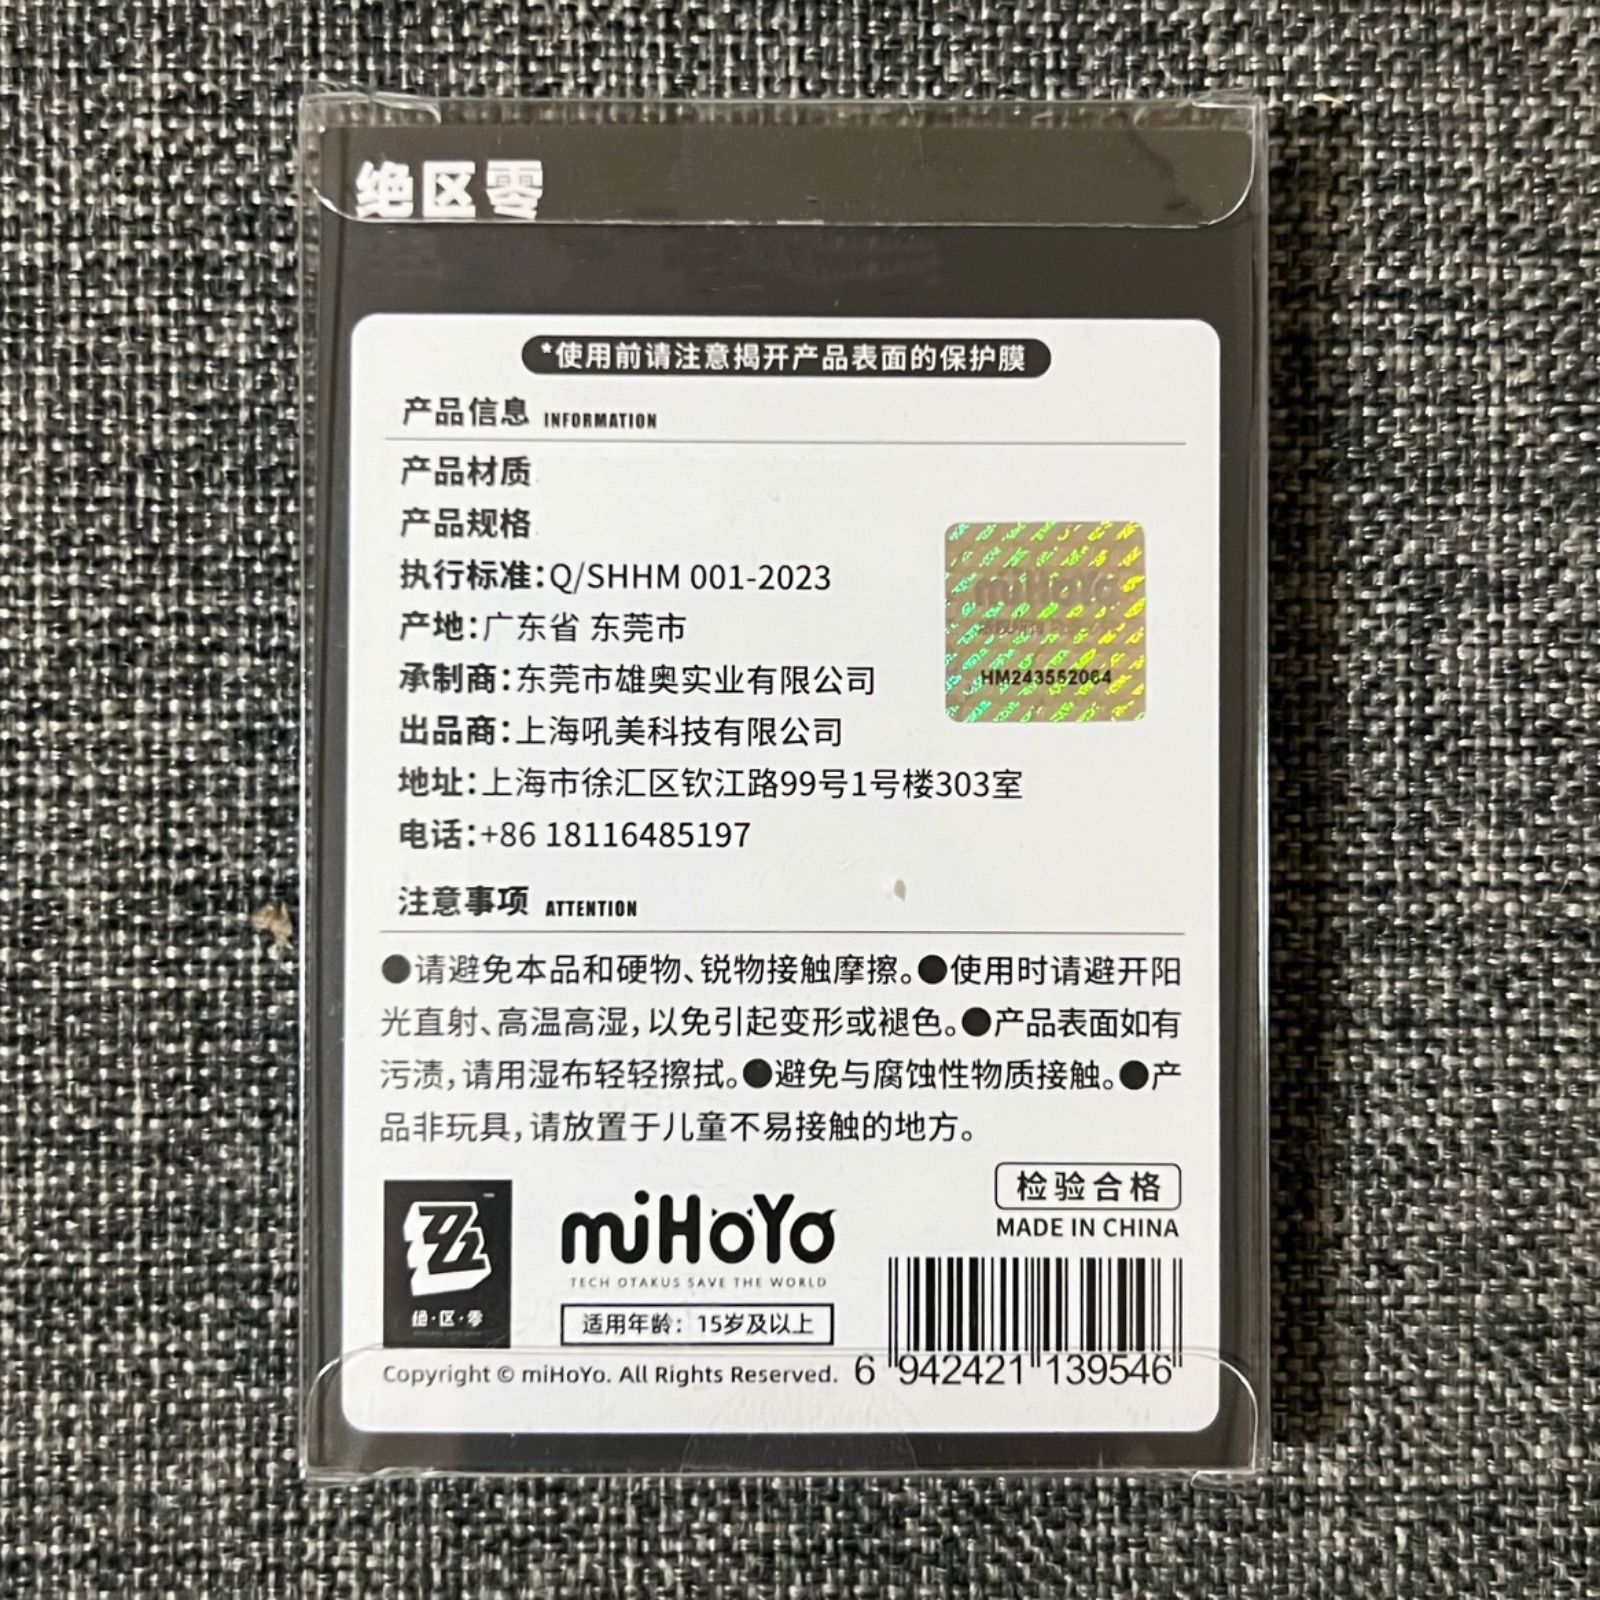 绝区零
*使用前请注意揭开产品表面的保护膜
产品信息 INFORMATION
产品材质
产品规格
执行标准：Q/SHHM 001-2023
产地：广东省 东莞市
承制商：东莞市雄奥实业有限公司
出品商：上海吼美科技有限公司
地址：上海市徐汇区钦江路99号1号楼303室
电话：+86 18116485197
miHoYo
HM243552064
注意事项 ATTENTION
●请避免本品和硬物、锐物接触摩擦。●使用时请避开阳
光直射、高温高湿，以免引起变形或褪色。●产品表面如有
污渍，请用湿布轻轻擦拭。●避免与腐蚀性物质接触。●产
品非玩具，请放置于儿童不易接触的地方。
检验合格
MADE IN CHINA
绝·区·零
miHoYo
TECH OTAKUS SAVE THE WORLD
适用年龄：15岁及以上
Copyright © miHoYo. All Rights Reserved.
6 942421 139546